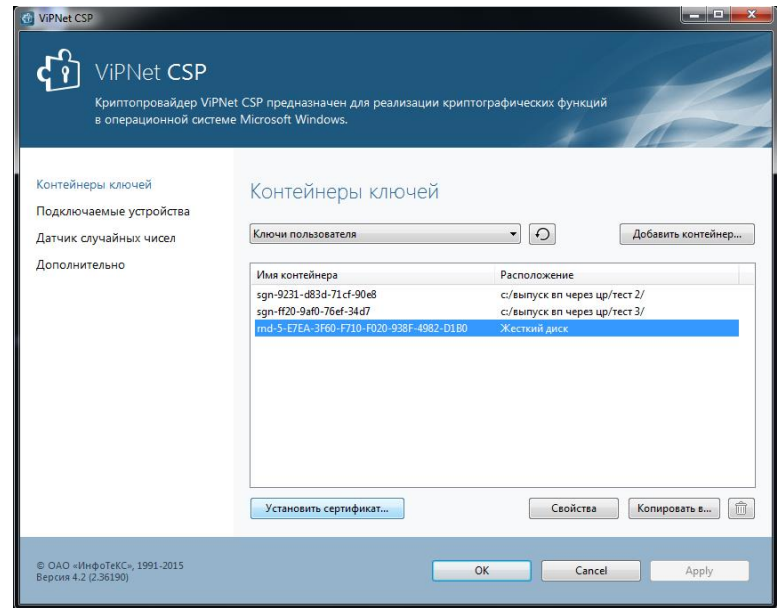 ViPNet CSP
ViPNet CSP
Криптопровайдер ViPNet CSP предназначен для реализации криптографических функций
в операционной системе Microsoft Windows.
Контейнеры ключей
Подключаемые устройства
Датчик случайных чисел
Дополнительно
Контейнеры ключей
Ключи пользователя
Добавить контейнер...
Имя контейнера Расположение
sgn-9231-d83d-71cf-90e8 c:/выпуск вп через цр/тест 2/
sgn-ff20-9af0-76ef-34d7 c:/выпуск вп через цр/тест 3/
rnd-5-E7EA-3F60-F710-F020-938F-4982-D1B0 Жесткий диск
Установить сертификат...
Свойства
Копировать в...
© ОАО «ИнфоТеКС», 1991-2015
Версия 4.2 (2.36190)
OK
Cancel
Apply